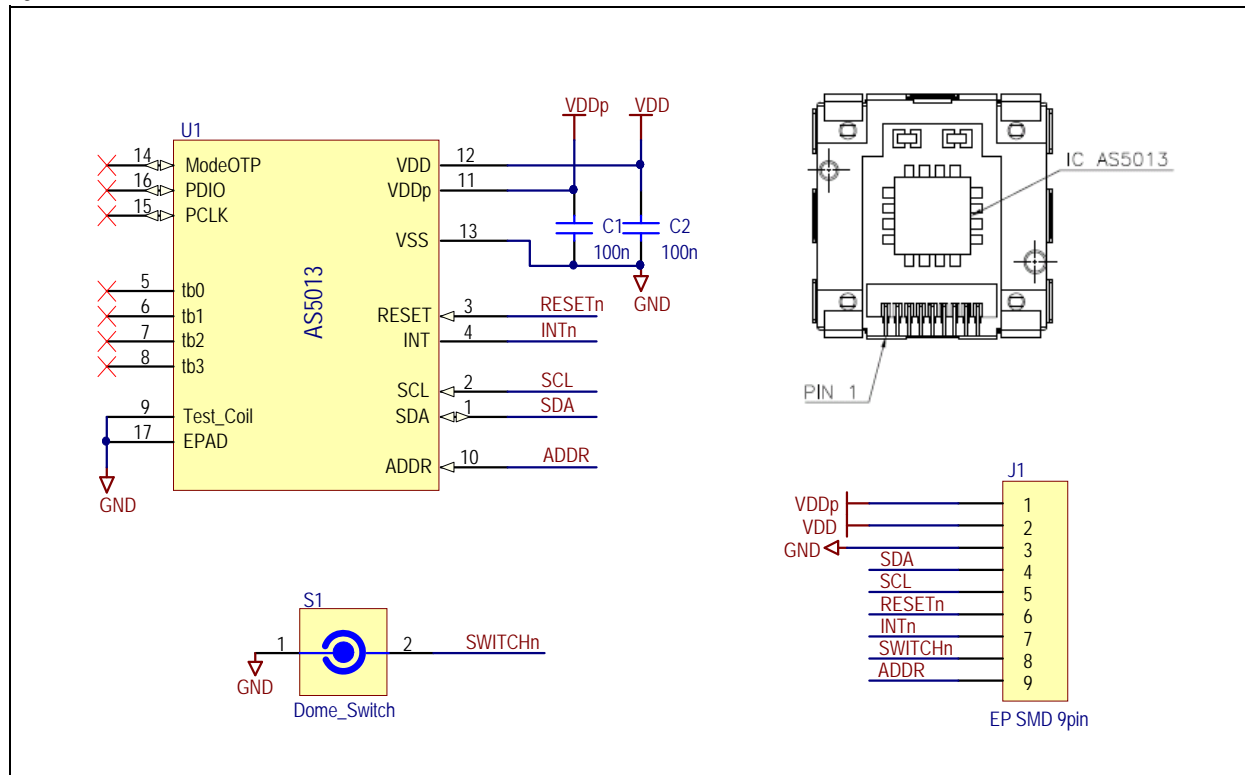 VDDp VDD
U1
14 ModeOTP
16 PDIO
15 PCLK
5 tb0
6 tb1
7 tb2
8 tb3
9 Test_Coil
17 EPAD
GND
AS5013
VDD 12
VDDp 11
VSS 13
RESET 3 RESETn
INT 4 INTn
SCL 2 SCL
SDA 1 SDA
ADDR 10 ADDR
C1
100n
C2
100n
GND
IC AS5013
PIN 1
S1
1 2 SWITCHn
GND
Dome_Switch
J1
VDDp 1
VDD 2
GND 3
SDA 4
SCL 5
RESETn 6
INTn 7
SWITCHn 8
ADDR 9
EP SMD 9pin